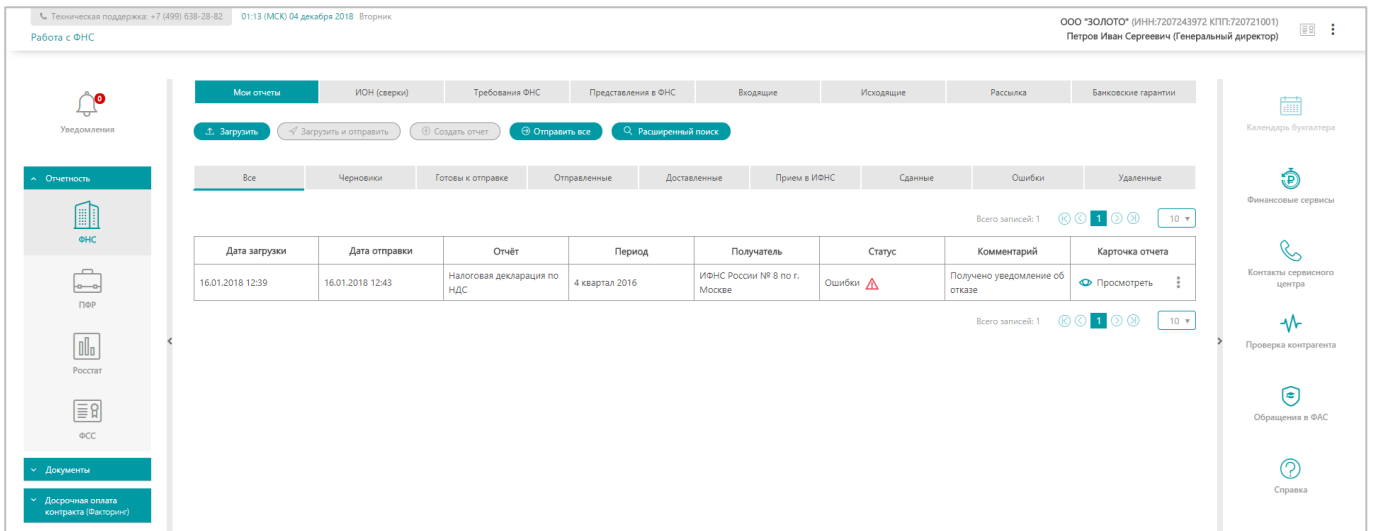 Техническая поддержка: +7 (499) 638-28-82 01:13 (МСК) 04 декабря 2018 Вторник
ООО "ЗОЛОТО" (ИНН:7207243972 КПП:720721001)
Работа с ФНС
Петров Иван Сергеевич (Генеральный директор)
0
Уведомления
Отчетность
ФНС
ПФР
Росстат
ФСС
Документы
Досрочная оплата
контракта (Факторинг)
Мои отчеты ИОН (сверки) Требования ФНС Представления в ФНС Входящие Исходящие Рассылка Банковские гарантии
Загрузить Загрузить и отправить Создать отчет Отправить все Расширенный поиск
Все Черновики Готовы к отправке Отправленные Доставленные Прием в ИФНС Сданные Ошибки Удаленные
Всего записей: 1 1 10
Дата загрузки Дата отправки Отчёт Период Получатель Статус Комментарий Карточка отчета
16.01.2018 12:39 16.01.2018 12:43 Налоговая декларация по НДС 4 квартал 2016 ИФНС России № 8 по г. Москве Ошибки Получено уведомление об отказе Просмотреть
Всего записей: 1 1 10
Календарь бухгалтера
Финансовые сервисы
Контакты сервисного
центра
Проверка контрагента
Обращения в ФАС
Справка